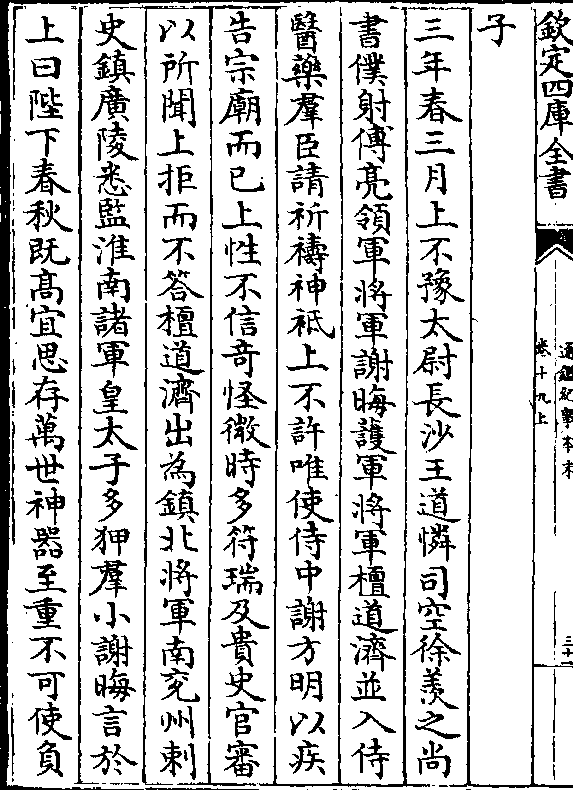 欽定四庫全書
通鑑紀事本末
卷十九上
三十一
子
三年春三月上不豫太尉長沙王道憐司空徐羨之尚
書僕射傅亮領軍將軍謝晦護軍將軍檀道濟並入侍
醫藥羣臣請祈禱神祇上不許唯使侍中謝方明以疾
告宗廟而已上性不信奇怪微時多符瑞及貴史官審
以所聞上拒而不答檀道濟出為鎮北將軍南兖州刺
史鎮廣陵悉監淮南諸軍皇太子多狎羣小謝晦言於
上曰陛下春秋既髙宜思存萬世神器至重不可使負